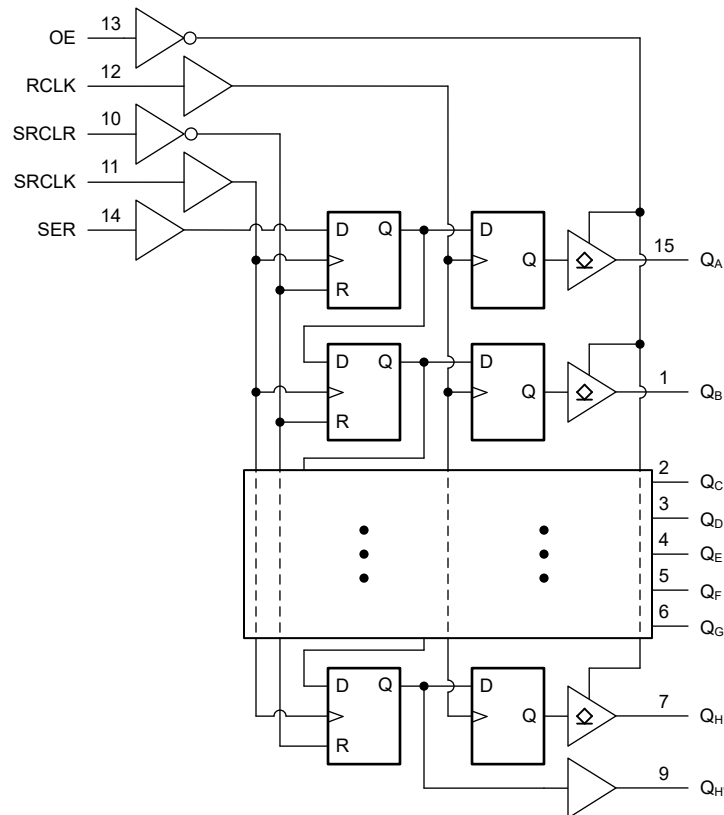 OE 13
RCLK 12
SRCLR 10
SRCLK 11
SER 14
D Q D
Q 15 QA
R
D Q D
Q 1 QB
R
2 QC
3 QD
4 QE
5 QF
6 QG
D Q D
Q 7 QH
R
9 QH